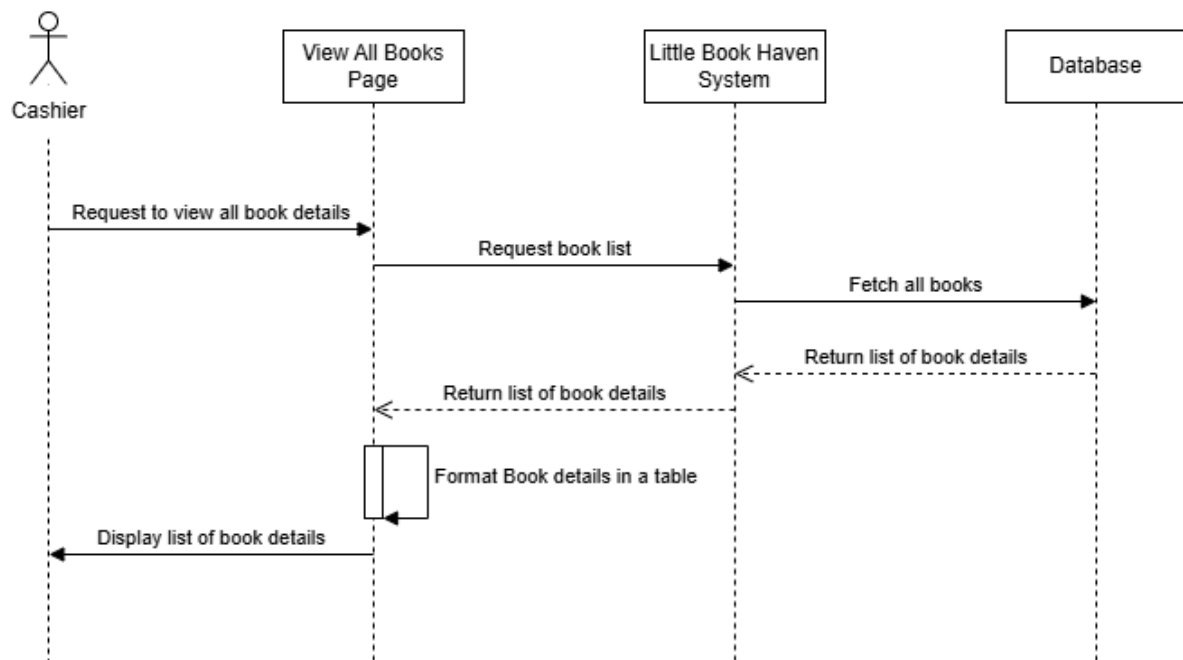 View All Books
Page
Little Book Haven
System
Database
Cashier
Request to view all book details
Request book list
Fetch all books
Return list of book details
Return list of book details
Format Book details in a table
Display list of book details